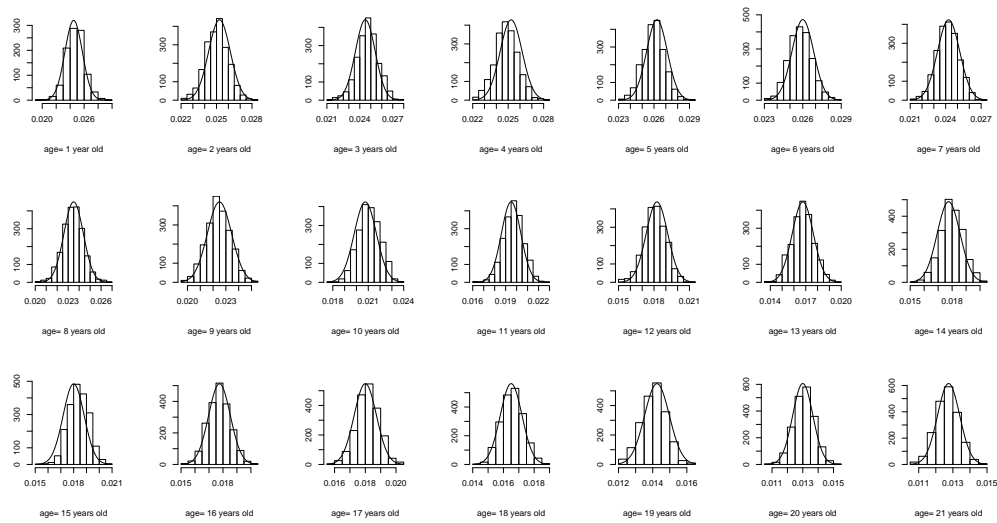 0 100 200 300
0.020 0.026
age= 1 year old
0 100 300
0.022 0.025 0.028
age= 2 years old
0 100 300
0.021 0.024 0.027
age= 3 years old
0 100 300
0.022 0.025 0.028
age= 4 years old
0 100 300
0.023 0.026 0.029
age= 5 years old
0 100 300 500
0.023 0.026 0.029
age= 6 years old
0 100 300
0.021 0.024 0.027
age= 7 years old
0 100 300
0.020 0.023 0.026
age= 8 years old
0 100 300
0.020 0.023
age= 9 years old
0 100 300
0.018 0.021 0.024
age= 10 years old
0 100 300
0.016 0.019 0.022
age= 11 years old
0 100 300
0.015 0.018 0.021
age= 12 years old
0 100 300
0.014 0.017 0.020
age= 13 years old
0 200 400
0.015 0.018
age= 14 years old
0 100 300 500
0.015 0.018 0.021
age= 15 years old
0 200 400
0.015 0.018
age= 16 years old
0 200 400
0.016 0.018 0.020
age= 17 years old
0 200 400
0.014 0.016 0.018
age= 18 years old
0 200 400
0.012 0.014 0.016
age= 19 years old
0 200 400 600
0.011 0.013 0.015
age= 20 years old
0 200 400 600
0.011 0.013 0.015
age= 21 years old